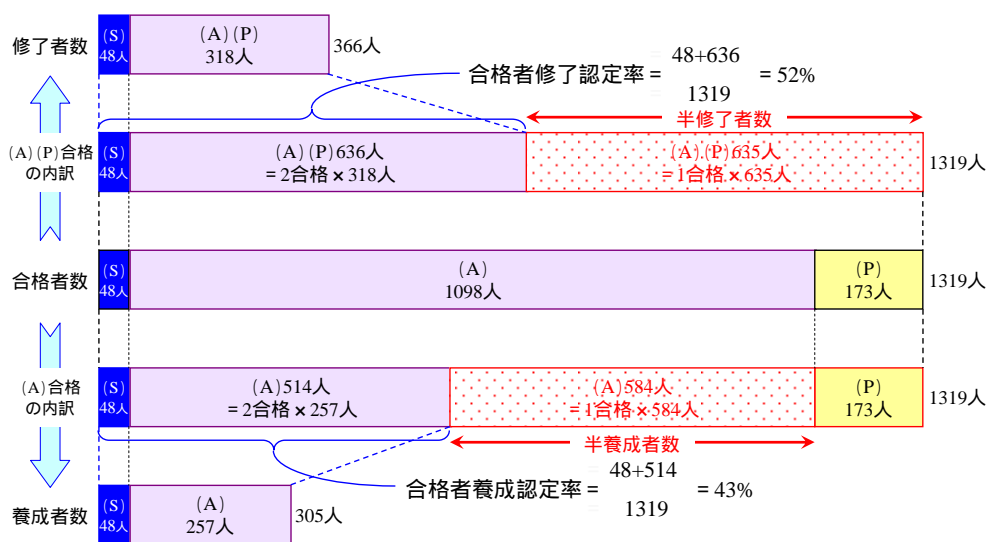 修了者数
(S)
48人
(A)(P)
318人
366人
合格者修了認定率 = 48+636 / 1319 = 52%
半修了者数
(A)(P)合格
の内訳
(S)
48人
(A)(P)636人
= 2合格×318人
(A)(P)635人
= 1合格×635人
1319人
合格者数
(S)
48人
(A)
1098人
(P)
173人
1319人
(A)合格
の内訳
(S)
48人
(A)514人
= 2合格×257人
(A)584人
= 1合格×584人
(P)
173人
1319人
半養成者数
合格者養成認定率 = 48+514 / 1319 = 43%
養成者数
(S)
48人
(A)
257人
305人